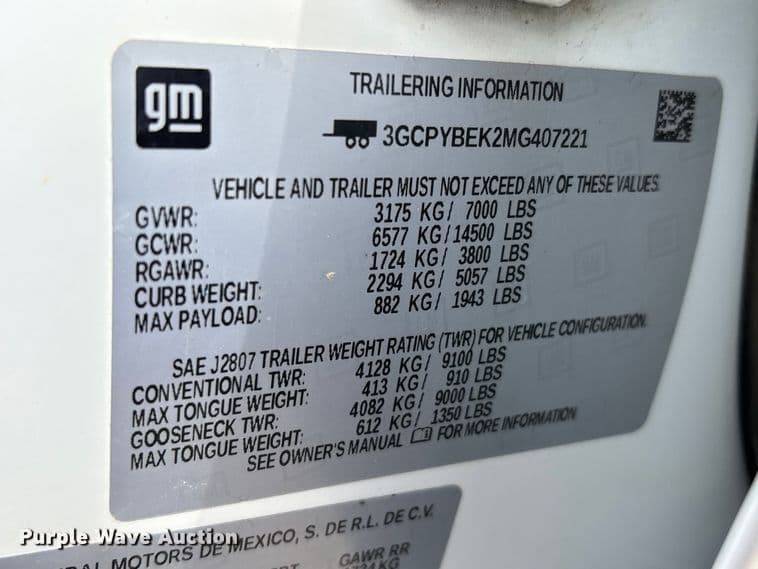 gm
TRAILERING INFORMATION
3GCPYBEK2MG407221
VEHICLE AND TRAILER MUST NOT EXCEED ANY OF THESE VALUES.
GVWR: 3175 KG/ 7000 LBS
GCWR: 6577 KG/14500 LBS
RGAWR: 1724 KG/ 3800 LBS
CURB WEIGHT: 2294 KG/ 5057 LBS
MAX PAYLOAD: 882 KG/ 1943 LBS
SAE J2807 TRAILER WEIGHT RATING (TWR) FOR VEHICLE CONFIGURATION.
CONVENTIONAL TWR: 4128 KG/ 9100 LBS
MAX TONGUE WEIGHT: 413 KG/ 910 LBS
GOOSENECK TWR: 4082 KG/ 9000 LBS
MAX TONGUE WEIGHT: 612 KG/ 1350 LBS
SEE OWNER'S MANUAL FOR MORE INFORMATION
Purple Wave Auction
MOTORS DE MEXICO, S. DE R.L. DE C.V.
GAWR RR